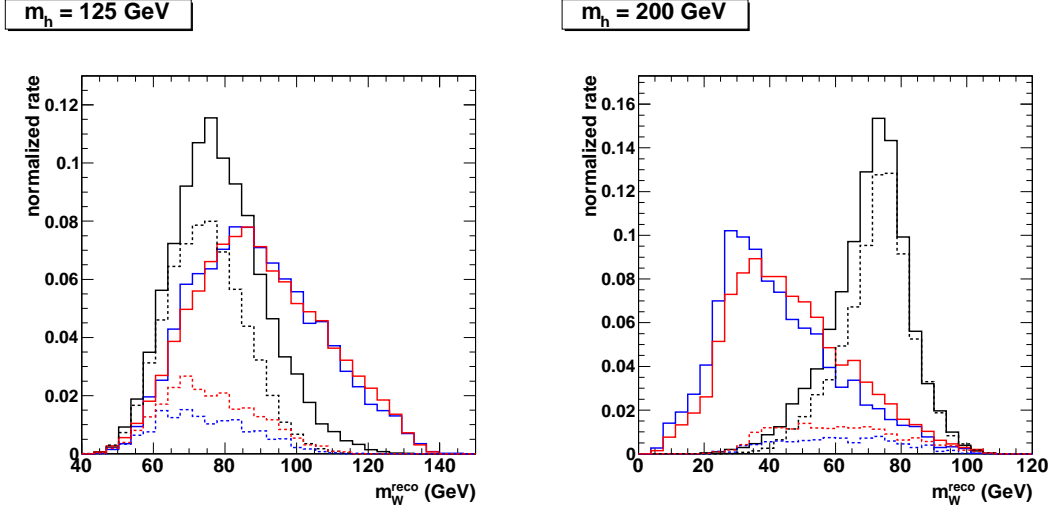 m_h = 125 GeV
m_h = 200 GeV
normalized rate
0.12
0.1
0.08
0.06
0.04
0.02
0
40 60 80 100 120 140
m_W^reco (GeV)
normalized rate
0.16
0.14
0.12
0.1
0.08
0.06
0.04
0.02
0
0 20 40 60 80 100 120
m_W^reco (GeV)